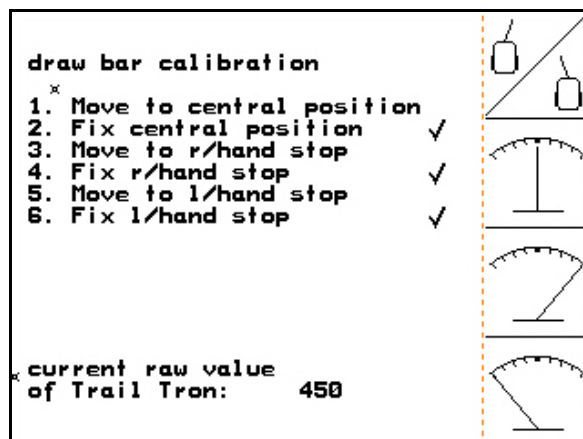 draw bar calibration
1. Move to central position
2. Fix central position ✓
3. Move to r/hand stop
4. Fix r/hand stop ✓
5. Move to l/hand stop
6. Fix l/hand stop ✓
current raw value
of Trail Tron: 450